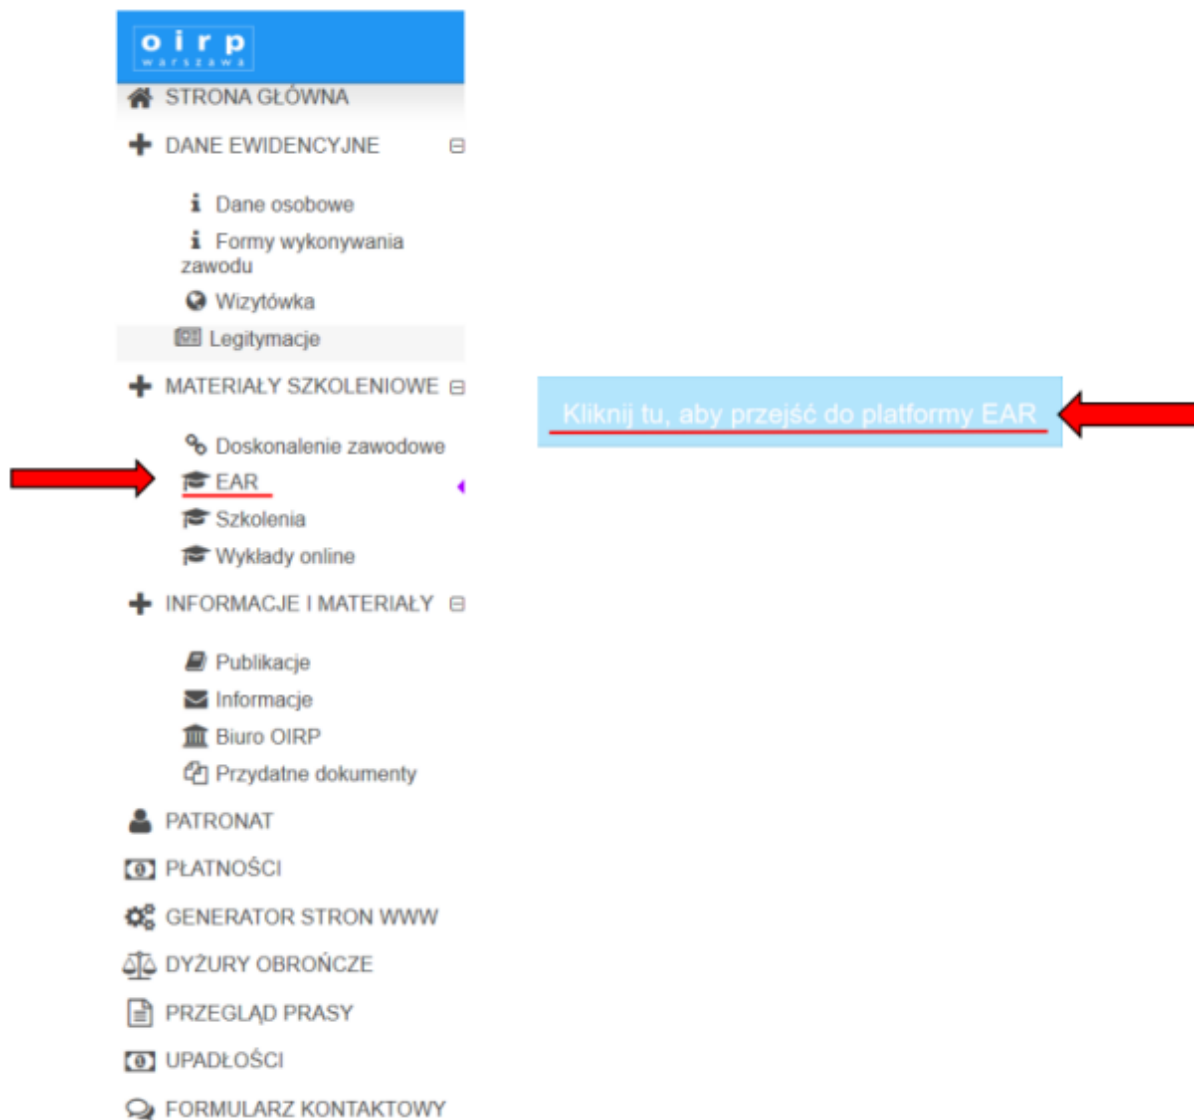 oirp
warszawa
STRONA GŁÓWNA
DANE EWIDENCYJNE
Dane osobowe
Formy wykonywania
zawodu
Wizytówka
Legitymacje
MATERIAŁY SZKOLENIOWE
Doskonalenie zawodowe
EAR
Szkolenia
Wykłady online
INFORMACJE I MATERIAŁY
Publikacje
Informacje
Biuro OIRP
Przydatne dokumenty
PATRONAT
PŁATNOŚCI
GENERATOR STRON WWW
DYŻURY OBROŃCZE
PRZEGLĄD PRASY
UPADŁOŚCI
FORMULARZ KONTAKTOWY
Kliknij tu, aby przejść do platformy EAR